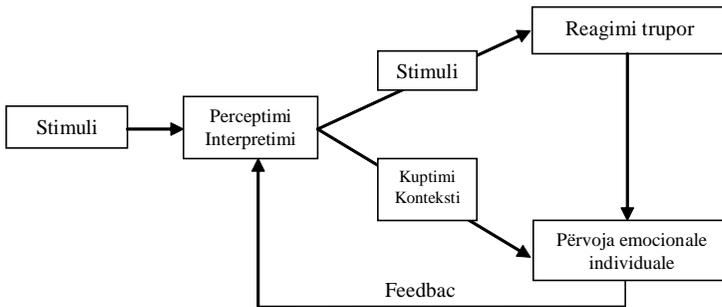 Stimuli
Perceptimi
Interpretimi
Stimuli
Reagimi trupor
Kuptimi
Konteksti
Përvoja emocionale
individuale
Feedbac